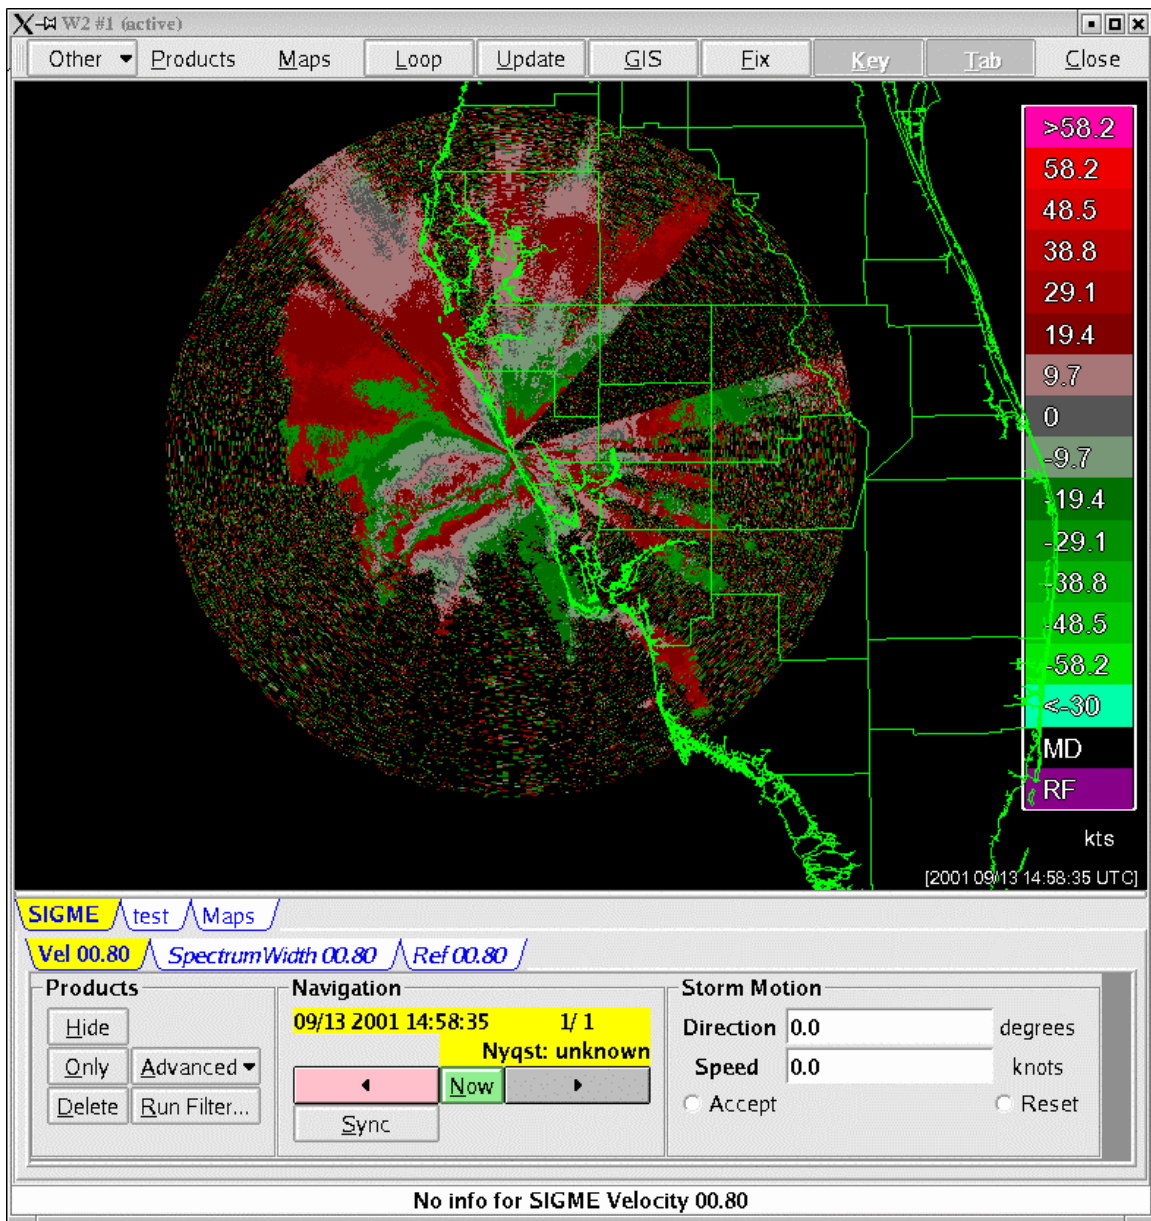 W2 #1 (active)
Other Products Maps Loop Update GIS Fix Key Tab Close
>58.2
58.2
48.5
38.8
29.1
19.4
9.7
0
-9.7
-19.4
-29.1
-38.8
-48.5
-58.2
<-30
MD
RF
kts
[2001 09/13 14:58:35 UTC]
SIGME test Maps
Vel 00.80 SpectrumWidth 00.80 Ref 00.80
Products Navigation Storm Motion
Hide 09/13 2001 14:58:35 1/ 1 Direction 0.0 degrees
Nyqst: unknown
Only Advanced Speed 0.0 knots
Now
Delete Run Filter... Accept Reset
Sync
No info for SIGME Velocity 00.80